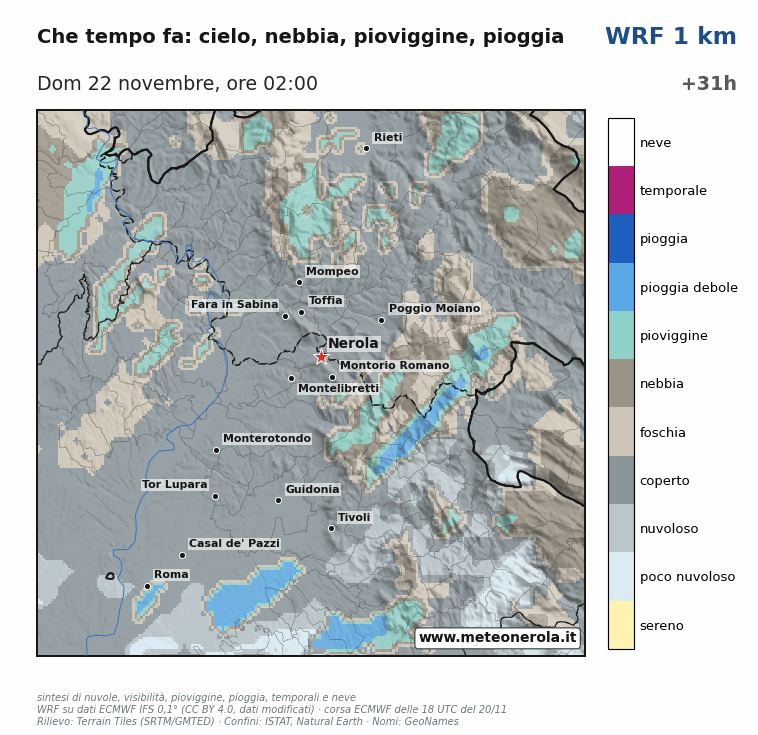 Che tempo fa: cielo, nebbia, pioviggine, pioggia
WRF 1 km
Dom 22 novembre, ore 02:00
+31h
Rieti
Mompeo
Toffia
Fara in Sabina
Poggio Moiano
Nerola
Montorio Romano
Montelibretti
Monterotondo
Tor Lupara
Guidonia
Tivoli
Casal de' Pazzi
Roma
www.meteonerola.it
neve
temporale
pioggia
pioggia debole
pioviggine
nebbia
foschia
coperto
nuvoloso
poco nuvoloso
sereno
sintesi di nuvole, visibilità, pioviggine, pioggia, temporali e neve
WRF su dati ECMWF IFS 0,1° (CC BY 4.0, dati modificati) · corsa ECMWF delle 18 UTC del 20/11
Rilievo: Terrain Tiles (SRTM/GMTED) · Confini: ISTAT, Natural Earth · Nomi: GeoNames